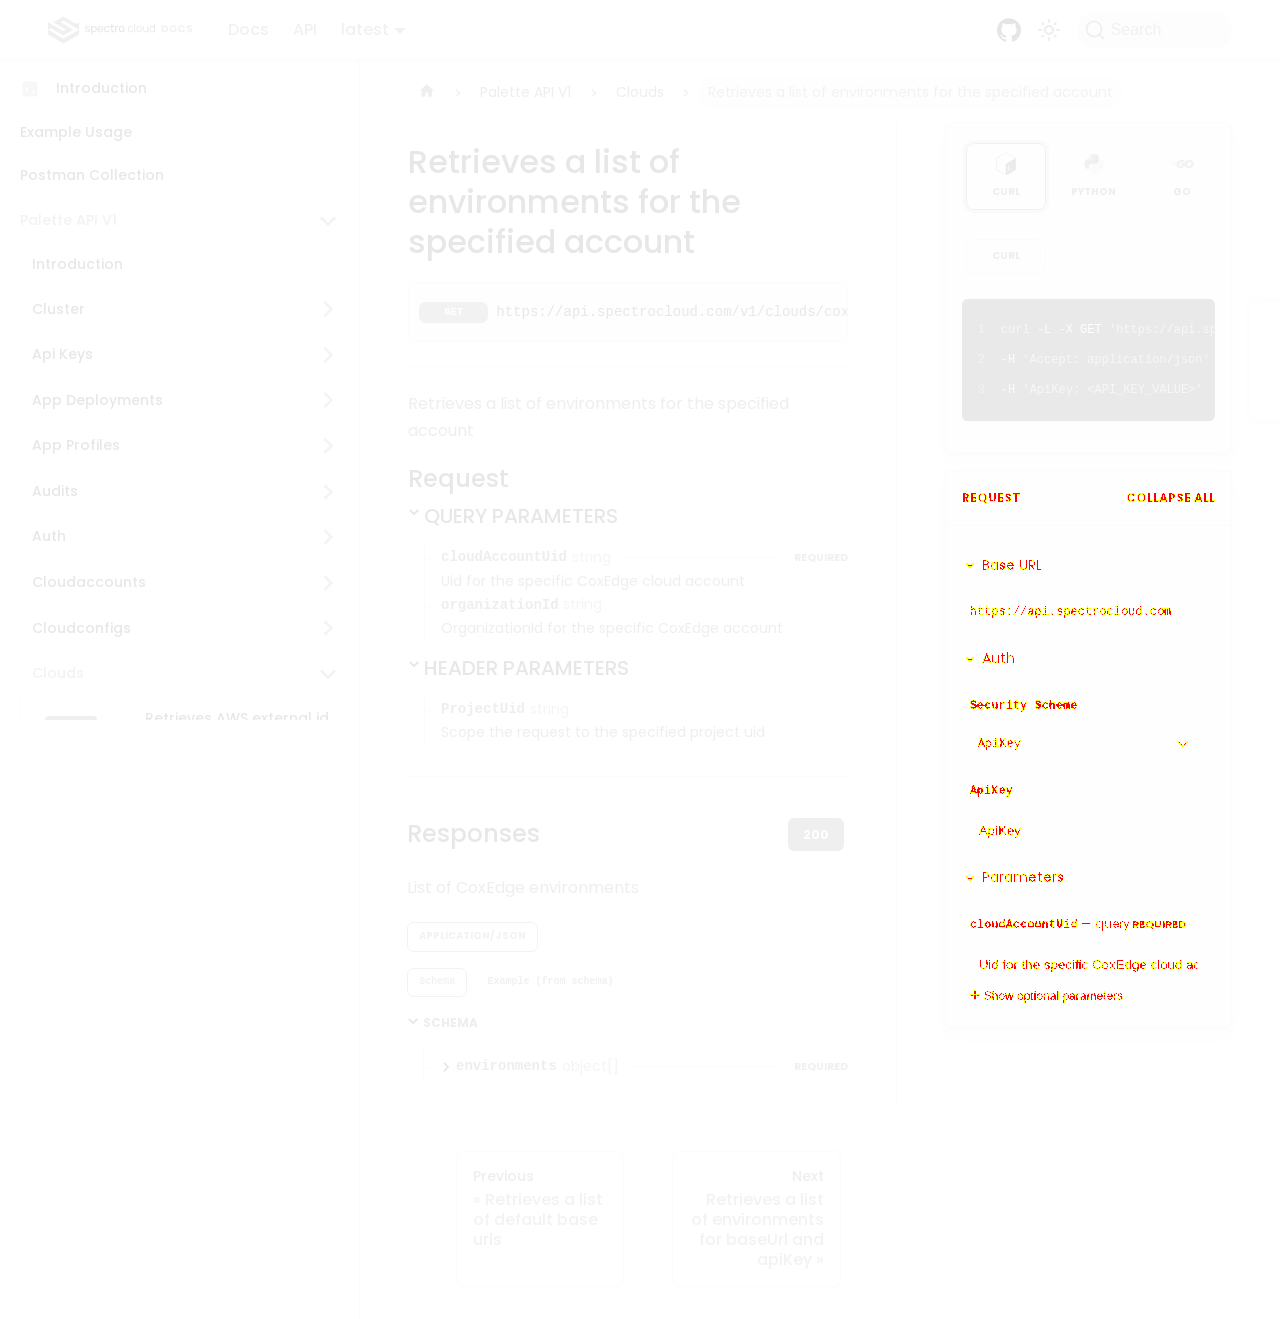 spectro cloud DOCS
Docs
API
latest
Search
Introduction
Example Usage
Postman Collection
Palette API V1
Introduction
Cluster
Api Keys
App Deployments
App Profiles
Audits
Auth
Cloudaccounts
Cloudconfigs
Clouds
Retrieves AWS external id
Palette API V1
Clouds
Retrieves a list of environments for the specified account
Retrieves a list of
environments for the
specified account
GET https://api.spectrocloud.com/v1/clouds/cox
Retrieves a list of environments for the specified
account
Request
QUERY PARAMETERS
cloudAccountUid string REQUIRED
Uid for the specific CoxEdge cloud account
organizationId string
OrganizationId for the specific CoxEdge account
HEADER PARAMETERS
ProjectUid string
Scope the request to the specified project uid
Responses
200
List of CoxEdge environments
APPLICATION/JSON
Schema
Example (from schema)
SCHEMA
environments object[] REQUIRED
Previous
« Retrieves a list
of default base
urls
Next
Retrieves a list
of environments
for baseUrl and
apiKey »
CURL
PYTHON
GO
CURL
1 curl -L -X GET 'https://api.sp
2 -H 'Accept: application/json'
3 -H 'ApiKey: <API_KEY_VALUE>'
REQUEST
COLLAPSE ALL
Base URL
https://api.spectrocloud.com
Auth
Security Scheme
ApiKey
ApiKey
ApiKey
Parameters
cloudAccountUid — query REQUIRED
Uid for the specific CoxEdge cloud ac
Show optional parameters